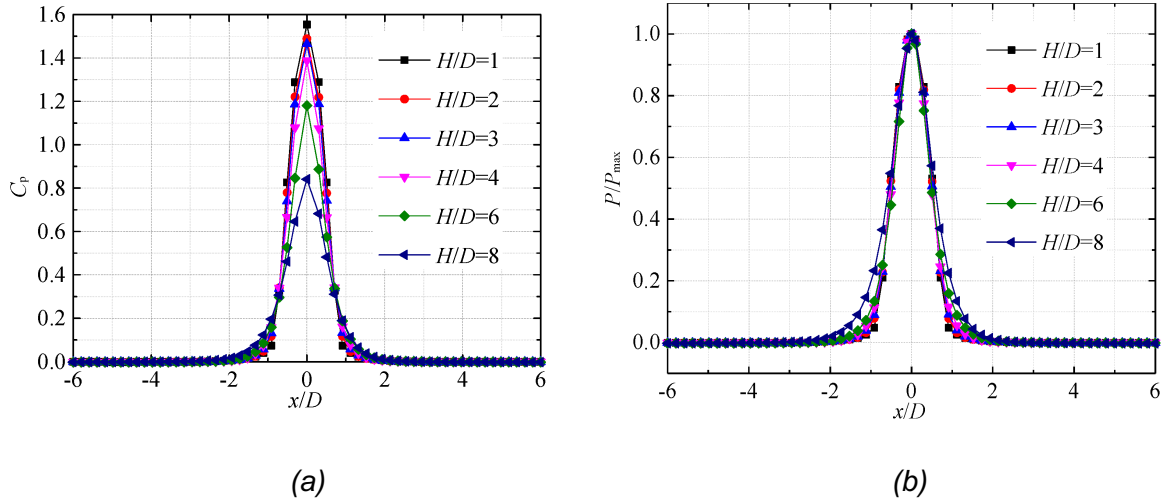 1.6
1.4
1.2
1.0
0.8
0.6
0.4
0.2
0.0
Cp
H/D=1
H/D=2
H/D=3
H/D=4
H/D=6
H/D=8
-6 -4 -2 0 2 4 6
x/D
(a)
1.0
0.8
0.6
0.4
0.2
0.0
P/Pmax
H/D=1
H/D=2
H/D=3
H/D=4
H/D=6
H/D=8
-6 -4 -2 0 2 4 6
x/D
(b)